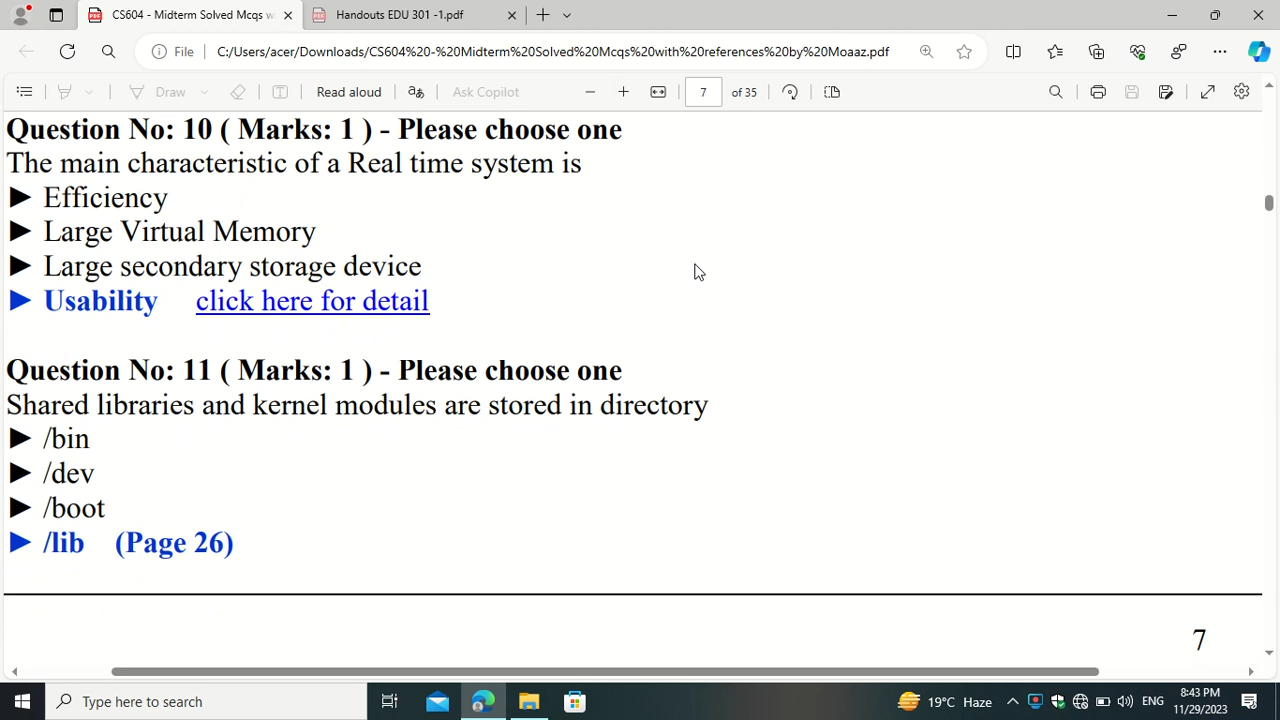 CS604 - Midterm Solved Mcqs w
Handouts EDU 301 -1.pdf
File
C:/Users/acer/Downloads/CS604%20-%20Midterm%20Solved%20Mcqs%20with%20references%20by%20Moaaz.pdf
Draw
Read aloud
aあ
Ask Copilot
7 of 35
Question No: 10 ( Marks: 1 ) - Please choose one
The main characteristic of a Real time system is
► Efficiency
► Large Virtual Memory
► Large secondary storage device
► Usability click here for detail
Question No: 11 ( Marks: 1 ) - Please choose one
Shared libraries and kernel modules are stored in directory
► /bin
► /dev
► /boot
► /lib (Page 26)
7
Type here to search
19°C Haze
ENG
8:43 PM
11/29/2023